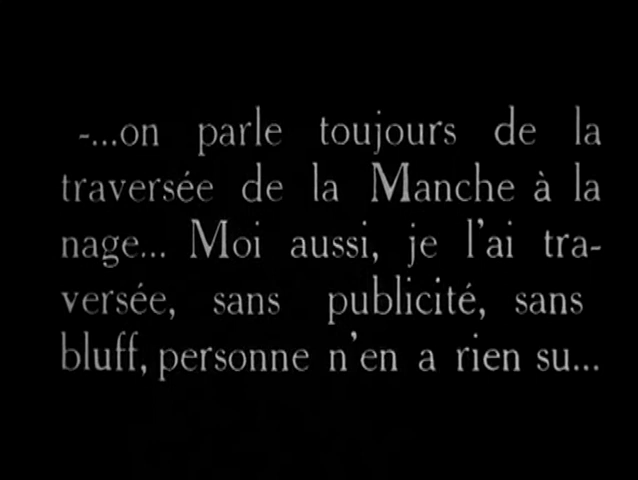 -...on parle toujours de la
traversée de la Manche à la
nage... Moi aussi, je l'ai tra-
versée, sans publicité, sans
bluff, personne n'en a rien su...